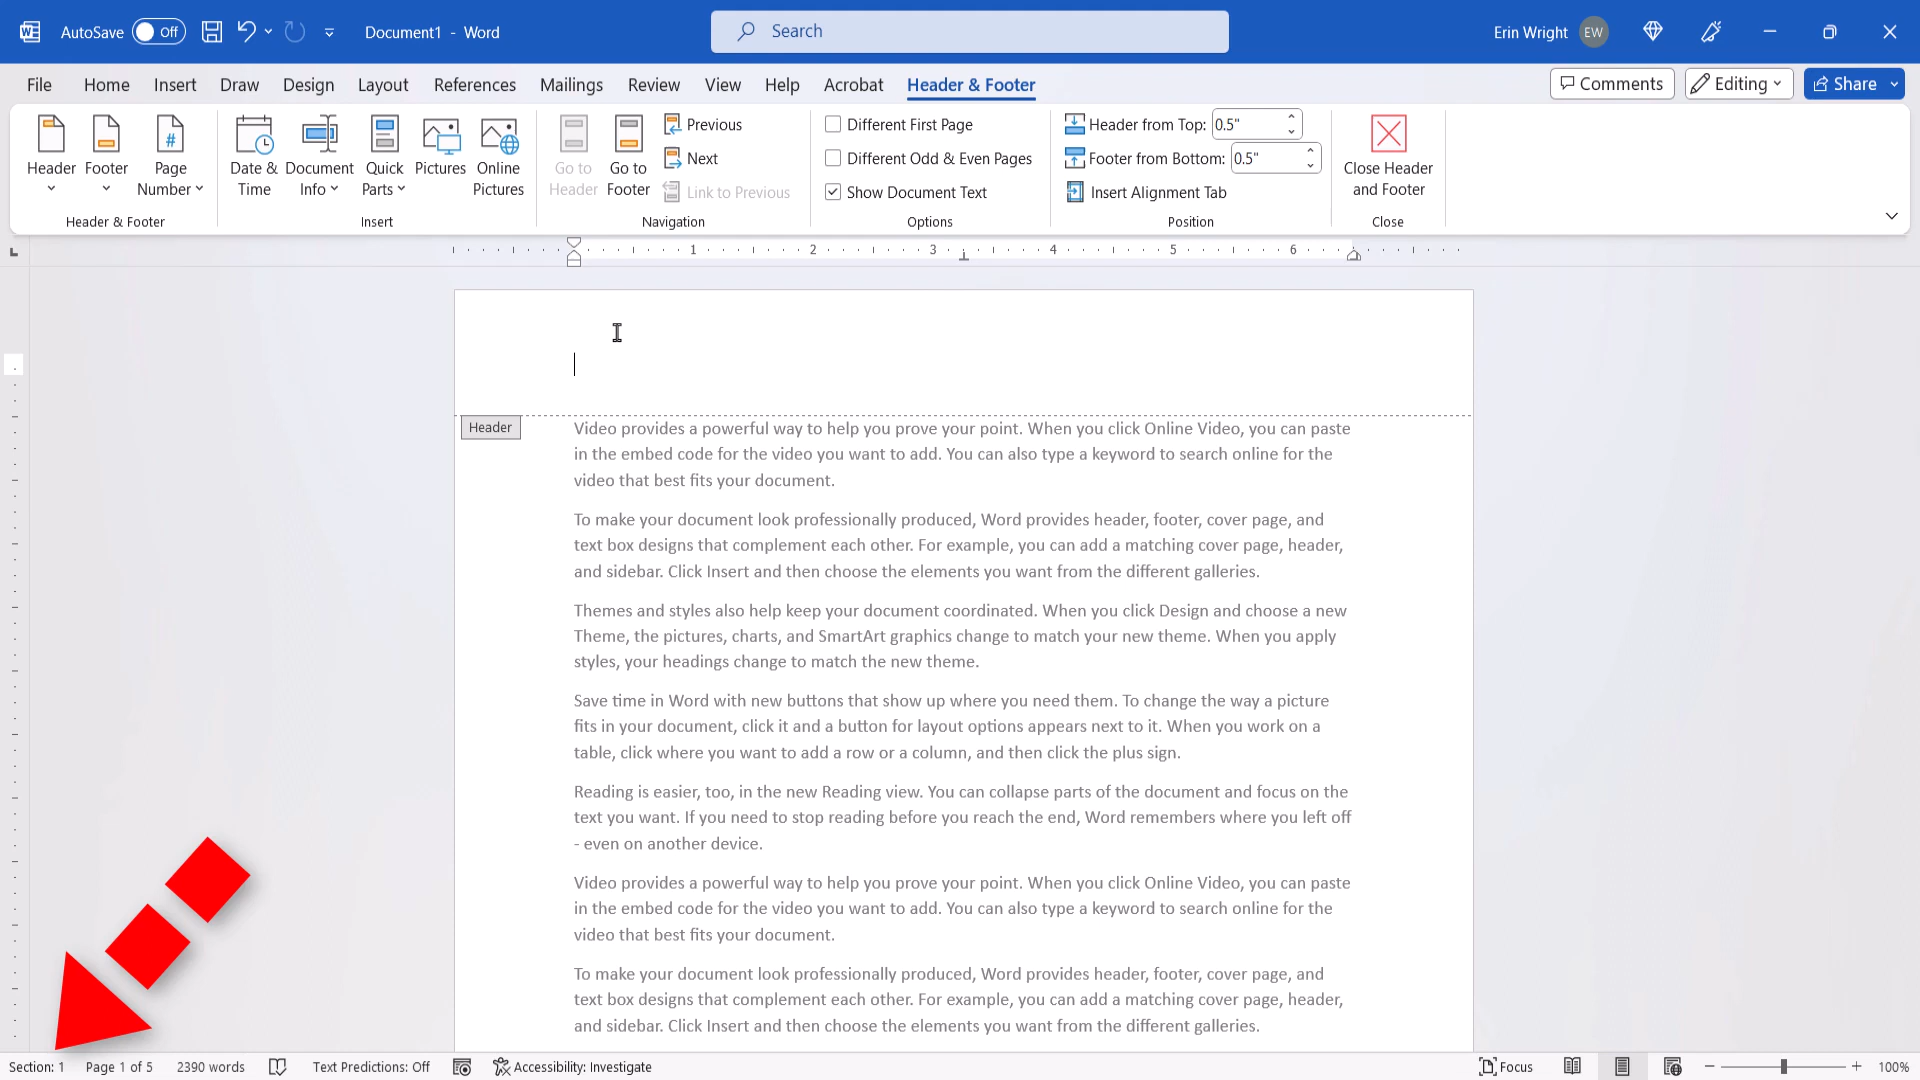 AutoSave Off Document1 - Word Search Erin Wright EW
File Home Insert Draw Design Layout References Mailings Review View Help Acrobat Header & Footer Comments Editing Share
Header
Footer
Page
Number
Header & Footer
Date &
Time
Document
Info
Quick
Parts
Pictures
Online
Pictures
Insert
Go to
Header
Go to
Footer
Previous
Next
Link to Previous
Navigation
Different First Page
Different Odd & Even Pages
Show Document Text
Options
Header from Top: 0.5"
Footer from Bottom: 0.5"
Insert Alignment Tab
Position
Close Header
and Footer
Close
1 2 3 4 5 6
Header
Video provides a powerful way to help you prove your point. When you click Online Video, you can paste
in the embed code for the video you want to add. You can also type a keyword to search online for the
video that best fits your document.
To make your document look professionally produced, Word provides header, footer, cover page, and
text box designs that complement each other. For example, you can add a matching cover page, header,
and sidebar. Click Insert and then choose the elements you want from the different galleries.
Themes and styles also help keep your document coordinated. When you click Design and choose a new
Theme, the pictures, charts, and SmartArt graphics change to match your new theme. When you apply
styles, your headings change to match the new theme.
Save time in Word with new buttons that show up where you need them. To change the way a picture
fits in your document, click it and a button for layout options appears next to it. When you work on a
table, click where you want to add a row or a column, and then click the plus sign.
Reading is easier, too, in the new Reading view. You can collapse parts of the document and focus on the
text you want. If you need to stop reading before you reach the end, Word remembers where you left off
- even on another device.
Video provides a powerful way to help you prove your point. When you click Online Video, you can paste
in the embed code for the video you want to add. You can also type a keyword to search online for the
video that best fits your document.
To make your document look professionally produced, Word provides header, footer, cover page, and
text box designs that complement each other. For example, you can add a matching cover page, header,
and sidebar. Click Insert and then choose the elements you want from the different galleries.
Section: 1 Page 1 of 5 2390 words Text Predictions: Off Accessibility: Investigate Focus 100%